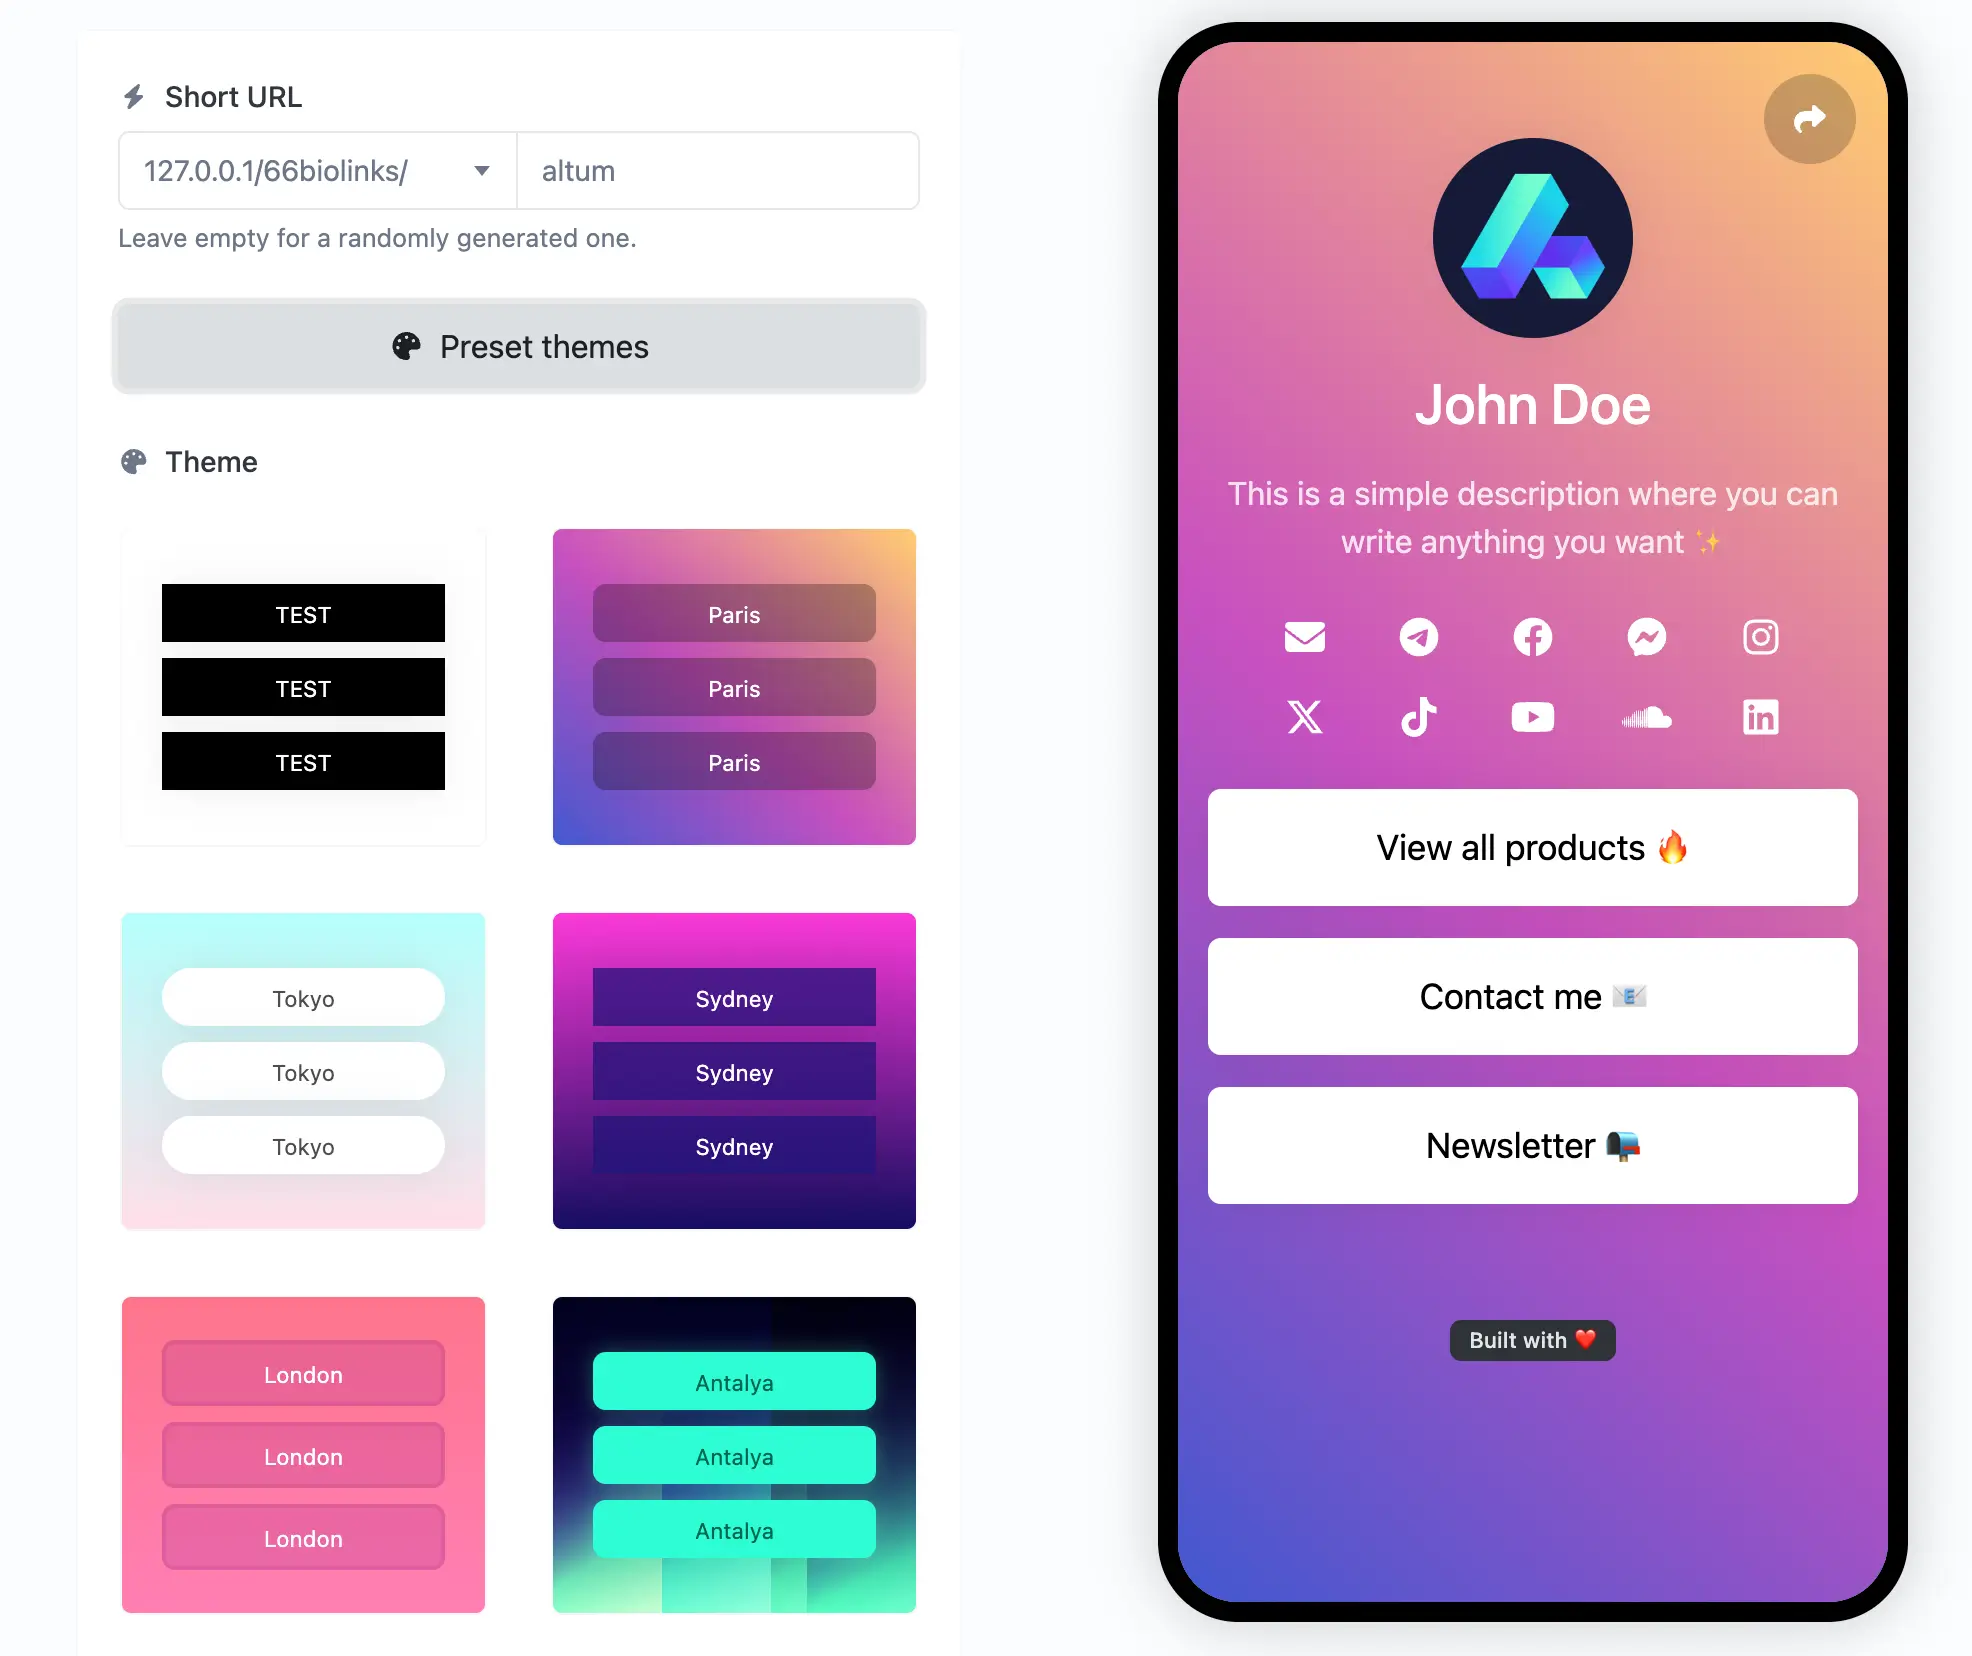 Short URL
127.0.0.1/66biolinks/
altum
Leave empty for a randomly generated one.
Preset themes
Theme
TEST
TEST
TEST
Paris
Paris
Paris
Tokyo
Tokyo
Tokyo
Sydney
Sydney
Sydney
London
London
London
Antalya
Antalya
Antalya
John Doe
This is a simple description where you can
write anything you want ✨
View all products 🔥
Contact me 📧
Newsletter 📭
Built with ❤️